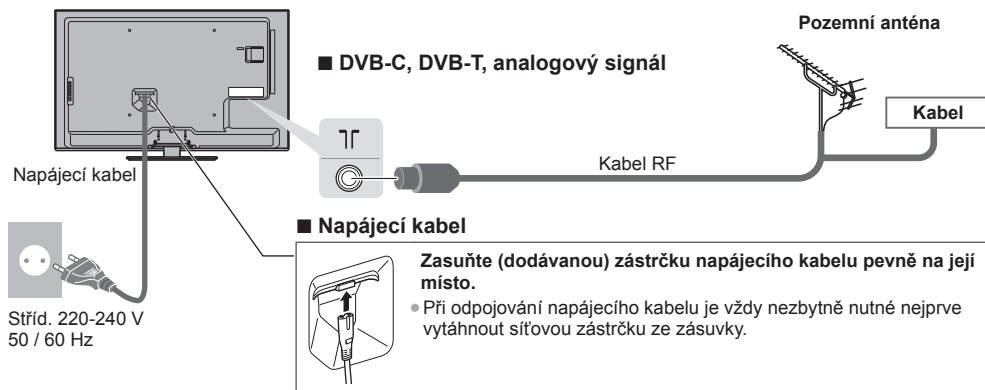 Pozemní anténa
■ DVB-C, DVB-T, analogový signál
Kabel
Kabel RF
Napájecí kabel
■ Napájecí kabel
Zasuňte (dodávanou) zástrčku napájecího kabelu pevně na její
místo.
● Při odpojování napájecího kabelu je vždy nezbytně nutné nejprve
vytáhnout síťovou zástrčku ze zásuvky.
Stříd. 220-240 V
50 / 60 Hz